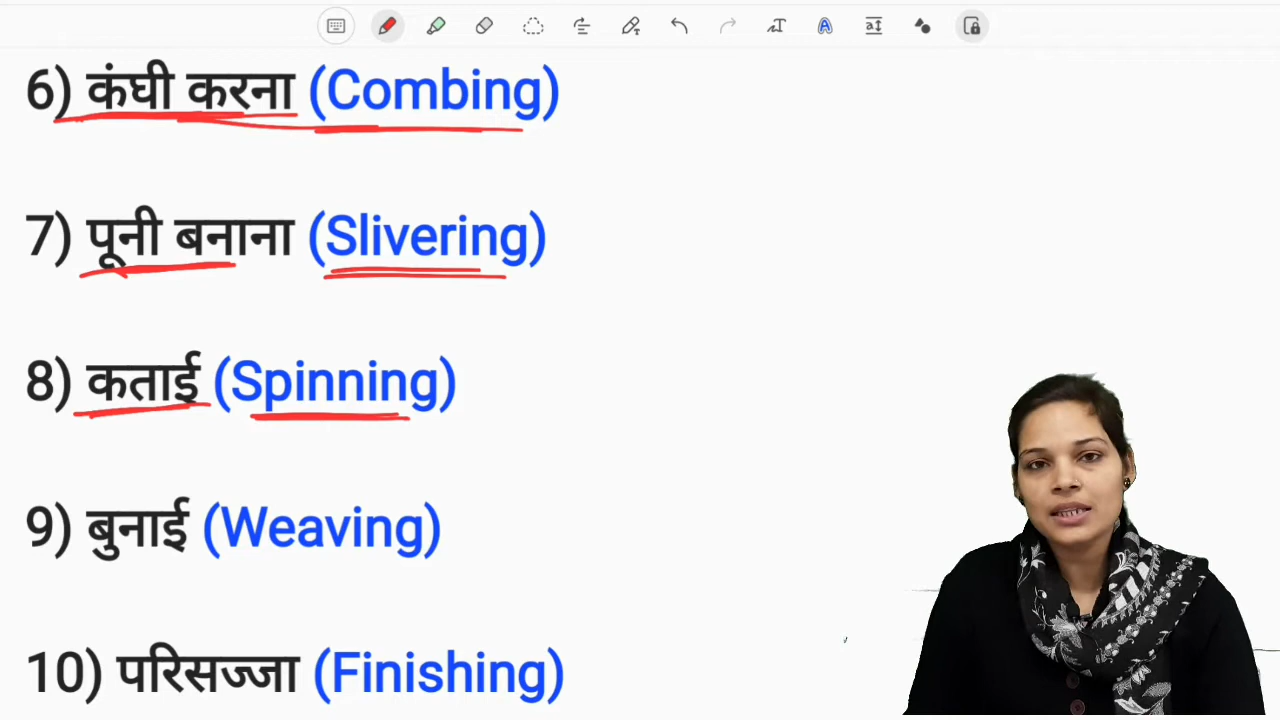 6) कंघी करना (Combing)
7) पूनी बनाना (Slivering)
8) कताई (Spinning)
9) बुनाई (Weaving)
10) परिसज्जा (Finishing)